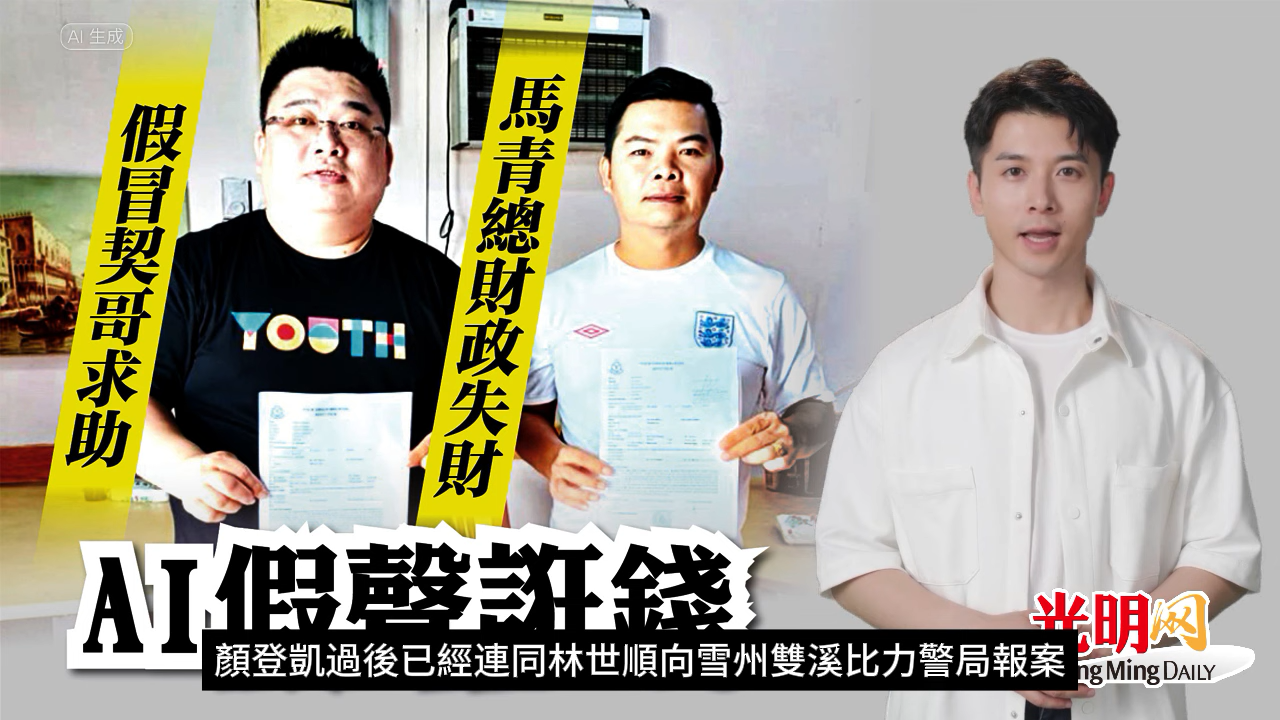 AI 生成
假冒契哥求助
馬青總財政失財
YOUTH
AI假聲誑錢
光明网
ng Ming DAILY
顏登凱過後已經連同林世順向雪州雙溪比力警局報案